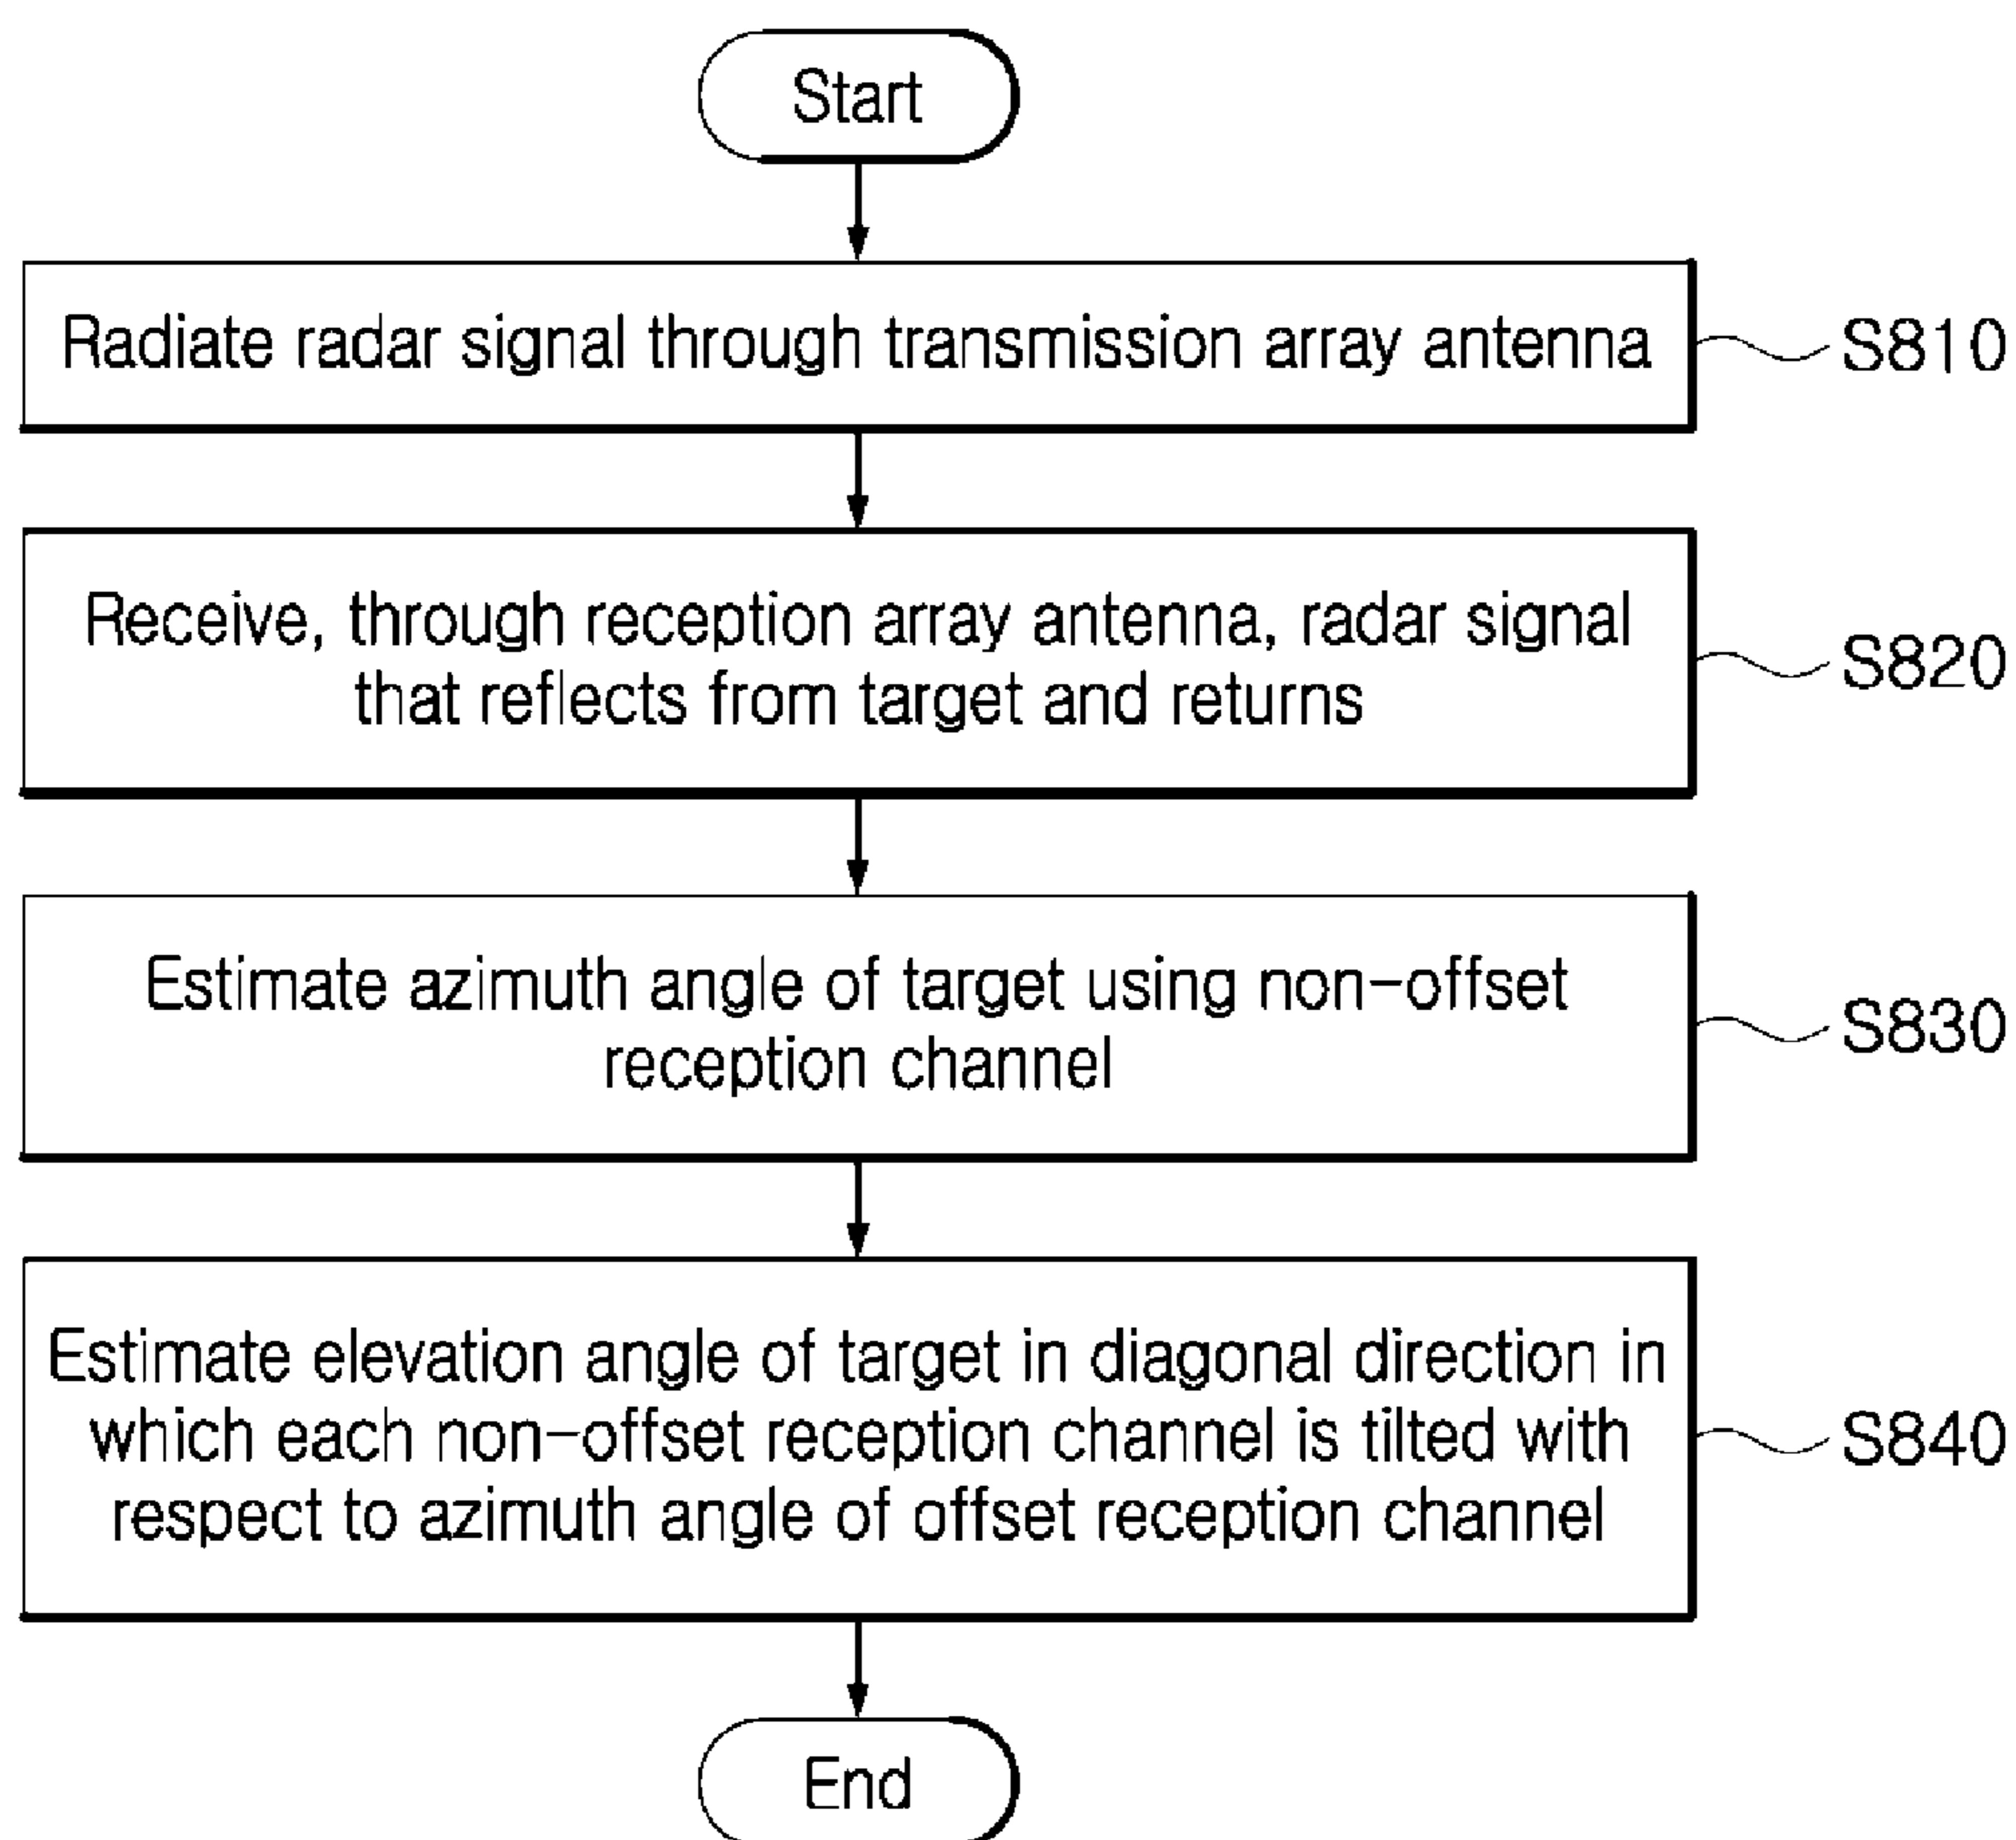 Start
Radiate radar signal through transmission array antenna
S810
Receive, through reception array antenna, radar signal
that reflects from target and returns
S820
Estimate azimuth angle of target using non-offset
reception channel
S830
Estimate elevation angle of target in diagonal direction in
which each non-offset reception channel is tilted with
respect to azimuth angle of offset reception channel
S840
End